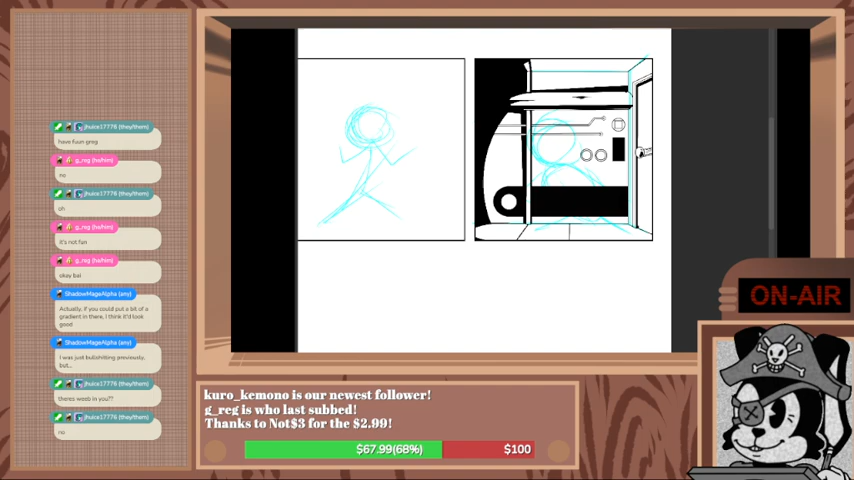 jhuice17776 (they/them)
have fuun greg
g_reg (he/him)
no
jhuice17776 (they/them)
uh
g_reg (he/him)
it's not fun
g_reg (he/him)
okay bai
ShadowMageAlpha (any)
Actually, if you could put a bit of a
gradient in there, I think it'd look
good
ShadowMageAlpha (any)
I was just bullshitting previously,
but...
jhuice17776 (they/them)
theres weeb in you??
jhuice17776 (they/them)
no
ON-AIR
kuro_kemono is our newest follower!
g_reg is who last subbed!
Thanks to Not$3 for the $2.99!
$67.99(68%)
$100